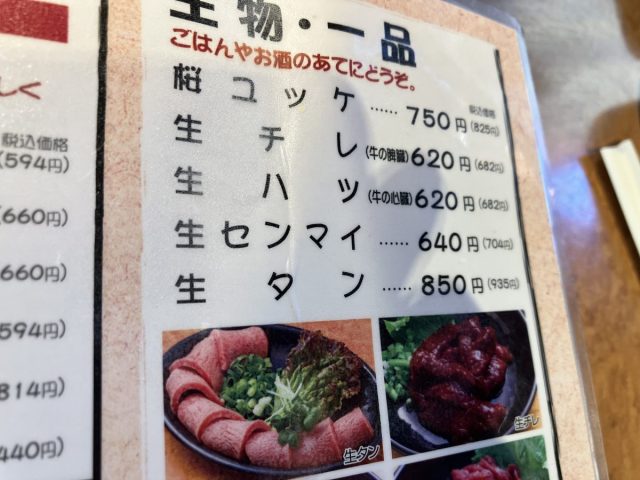 しく
税込価格
(594円)
(660円)
660円)
594円)
814円)
440円)
生物・一品
ごはんやお酒のあてにどうぞ。
税込価格
桜ユッケ……750円(825円)
生チレ(牛の脾臓)620円(682円)
生ハツ(牛の心臓)620円(682円)
生センマイ……640円(704円)
生タン……850円(935円)
生タン
生チレ